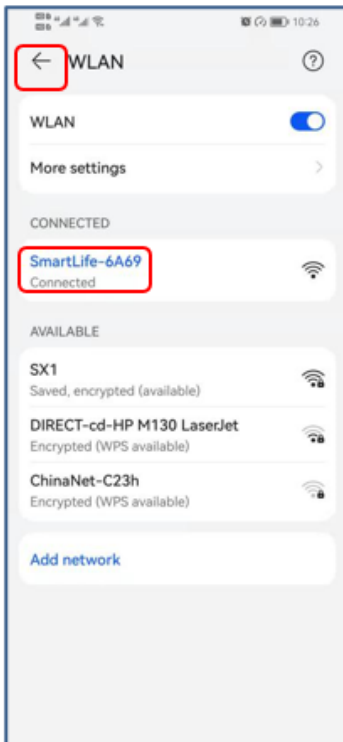 10:26
WLAN
WLAN
More settings
CONNECTED
SmartLife-6A69
Connected
AVAILABLE
SX1
Saved, encrypted (available)
DIRECT-cd-HP M130 LaserJet
Encrypted (WPS available)
ChinaNet-C23h
Encrypted (WPS available)
Add network